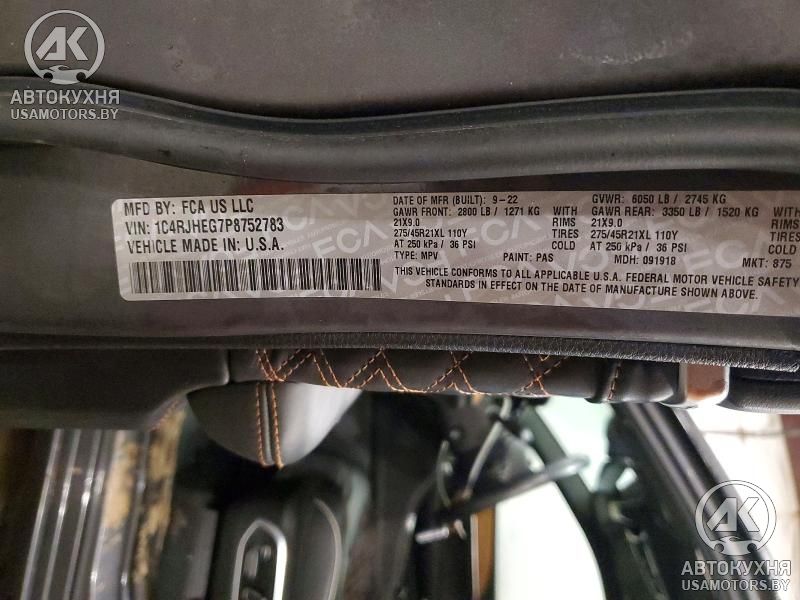 АК
АВТОКУХНЯ
USAMOTORS.BY
MFD BY: FCA US LLC
VIN: 1C4RJHEG7P8752783
VEHICLE MADE IN U.S.A.
DATE OF MFR (BUILT): 9-22 GVWR: 6050 LB / 2745 KG
GAWR FRONT: 2800 LB / 1271 KG WITH GAWR REAR: 3350 LB / 1520 KG
21X9.0 RIMS 21X9.0
275/45R21XL 110Y TIRES 275/45R21XL 110Y
AT 250 kPa / 36 PSI COLD AT 250 kPa / 36 PSI COLD
TYPE: MPV PAINT: PAS MDH: 091918 MKT: 875
THIS VEHICLE CONFORMS TO ALL APPLICABLE U.S.A. FEDERAL MOTOR VEHICLE SAFETY
STANDARDS IN EFFECT ON THE DATE OF MANUFACTURE SHOWN ABOVE.
АК
АВТОКУХНЯ
USAMOTORS.BY